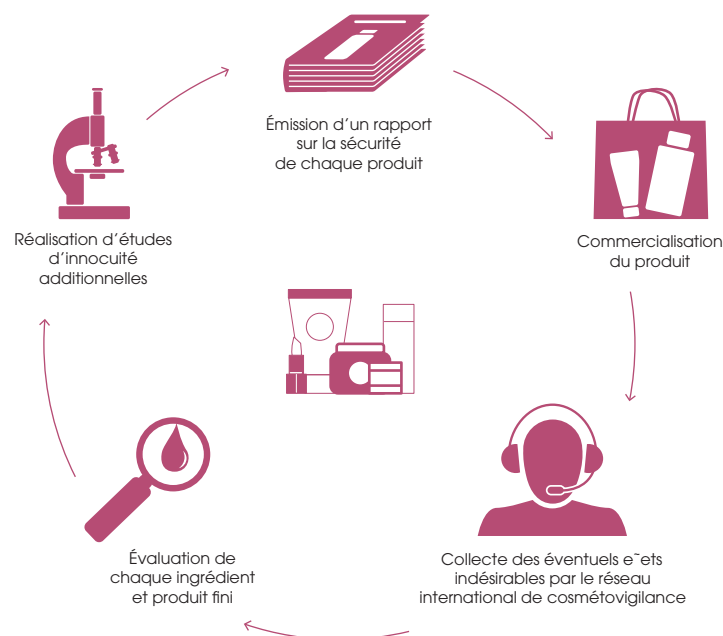 Émission d'un rapport
sur la sécurité
de chaque produit
Commercialisation
du produit
Collecte des éventuels e˜ets
indésirables par le réseau
international de cosmétovigilance
Évaluation de
chaque ingrédient
et produit fini
Réalisation d'études
d'innocuité
additionnelles